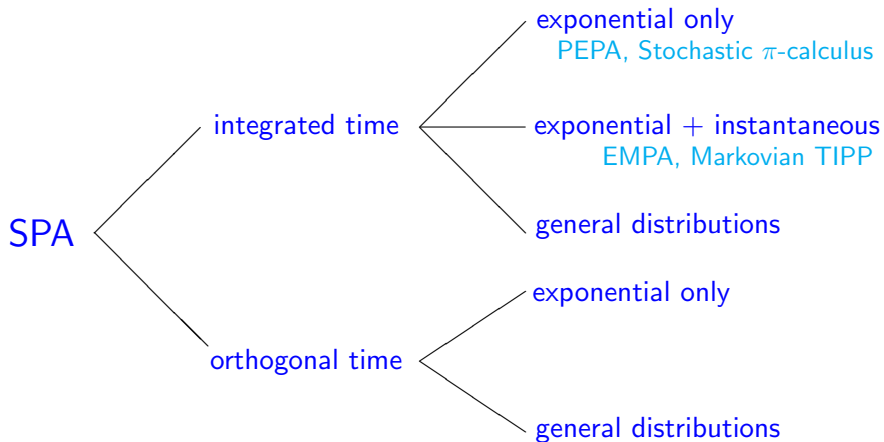 exponential only
PEPA, Stochastic π-calculus
integrated time
exponential + instantaneous
EMPA, Markovian TIPP
SPA
general distributions
exponential only
orthogonal time
general distributions